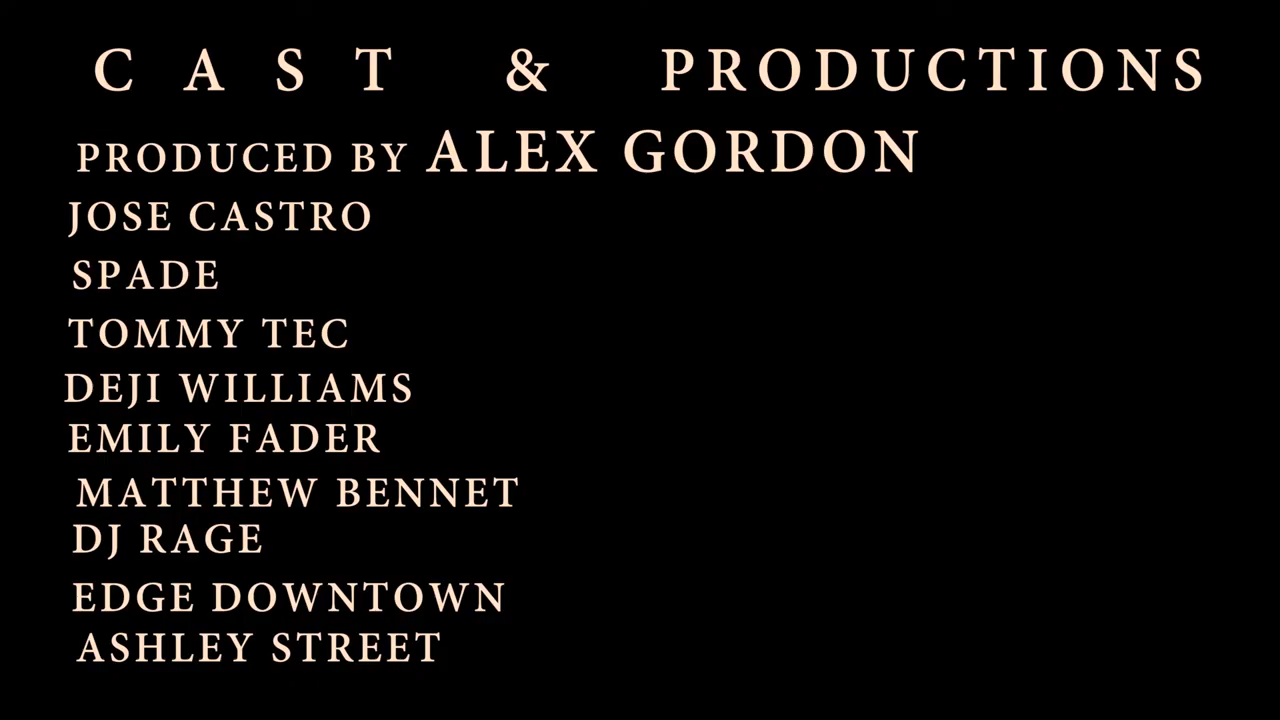 CAST & PRODUCTIONS
PRODUCED BY ALEX GORDON
JOSE CASTRO
SPADE
TOMMY TEC
DEJI WILLIAMS
EMILY FADER
MATTHEW BENNET
DJ RAGE
EDGE DOWNTOWN
ASHLEY STREET